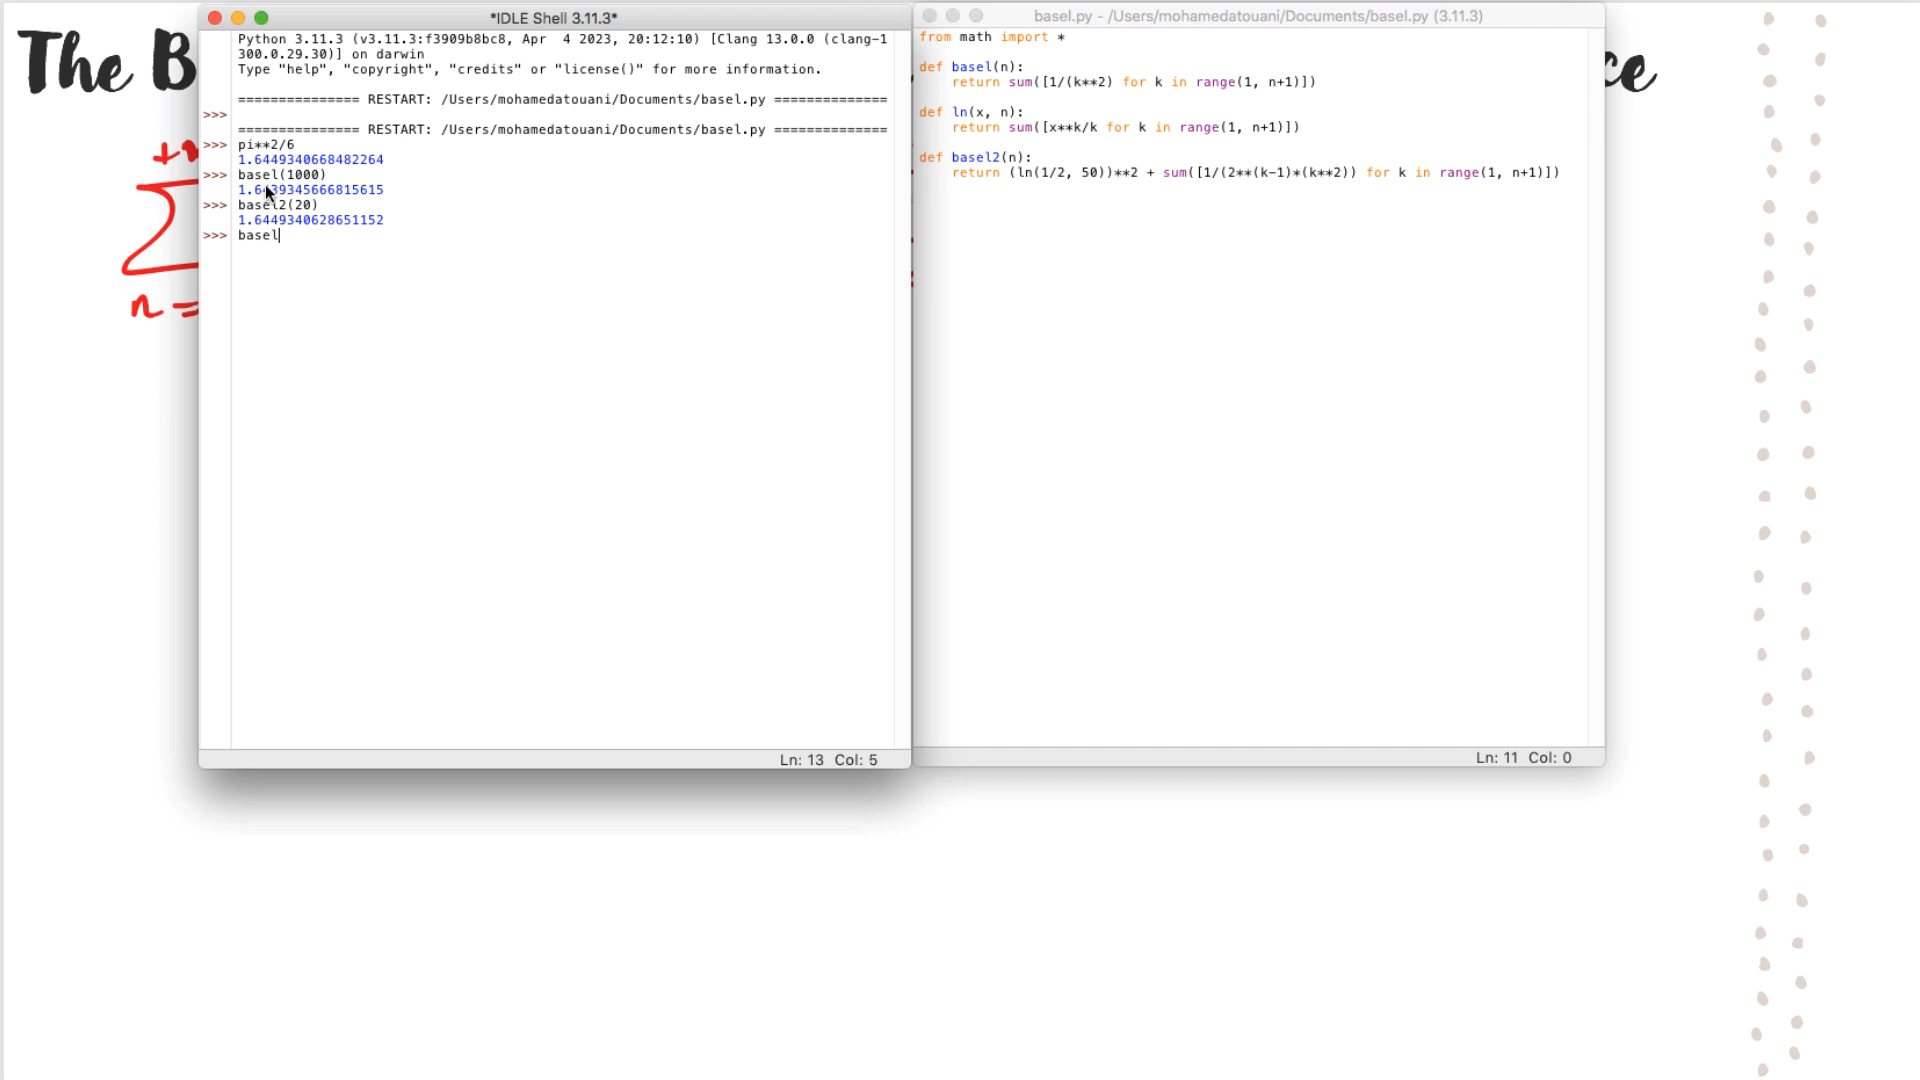 The B
ce
*IDLE Shell 3.11.3*
Python 3.11.3 (v3.11.3:f3909b8bc8, Apr  4 2023, 20:12:10) [Clang 13.0.0 (clang-1
300.0.29.30)] on darwin
Type "help", "copyright", "credits" or "license()" for more information.
=============== RESTART: /Users/mohamedatouani/Documents/basel.py ==============
>>>
=============== RESTART: /Users/mohamedatouani/Documents/basel.py ==============
>>> pi**2/6
1.6449340668482264
>>> basel(1000)
1.6439345666815615
>>> basel2(20)
1.6449340628651152
>>> basel
Ln: 13  Col: 5
basel.py - /Users/mohamedatouani/Documents/basel.py (3.11.3)
from math import *
def basel(n):
    return sum([1/(k**2) for k in range(1, n+1)])
def ln(x, n):
    return sum([x**k/k for k in range(1, n+1)])
def basel2(n):
    return (ln(1/2, 50))**2 + sum([1/(2**(k-1)*(k**2)) for k in range(1, n+1)])
Ln: 11  Col: 0
∑
n =